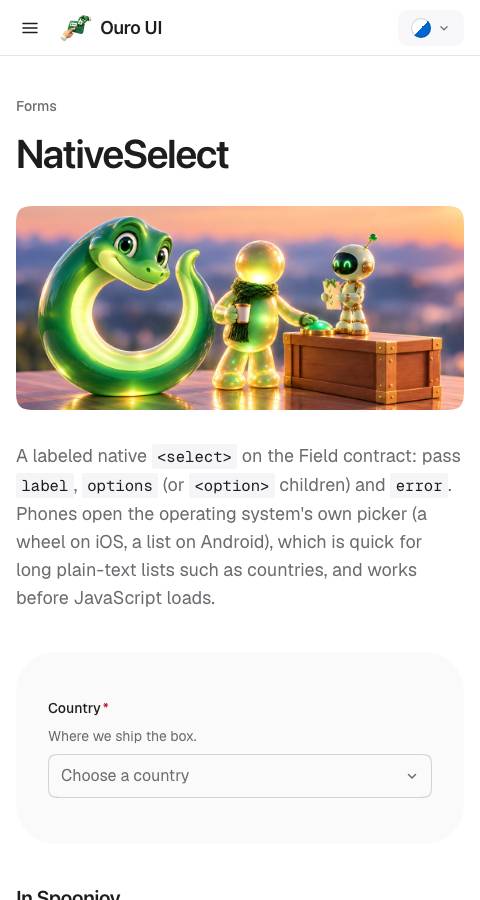 Ouro UI
Forms
NativeSelect
A labeled native <select> on the Field contract: pass
label, options (or <option> children) and error.
Phones open the operating system's own picker (a
wheel on iOS, a list on Android), which is quick for
long plain-text lists such as countries, and works
before JavaScript loads.
Country*
Where we ship the box.
Choose a country
In Spoonjoy